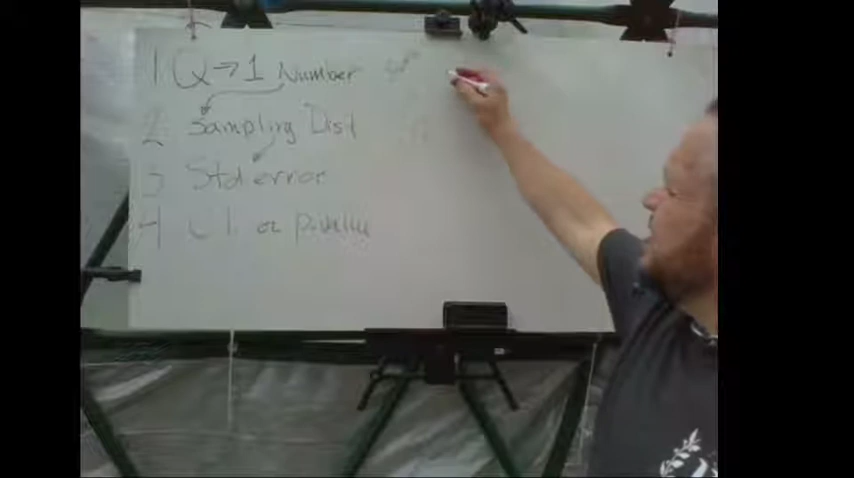 1 Q → 1 Number
2 Sampling Dist
3 Std error
4 C I or p-value